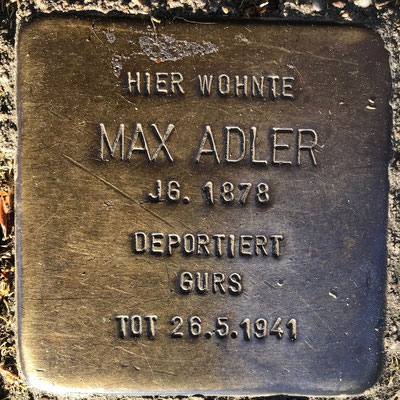 HIER WOHNTE
MAX ADLER
JG. 1878
DEPORTIERT
GURS
TOT 26.5.1941